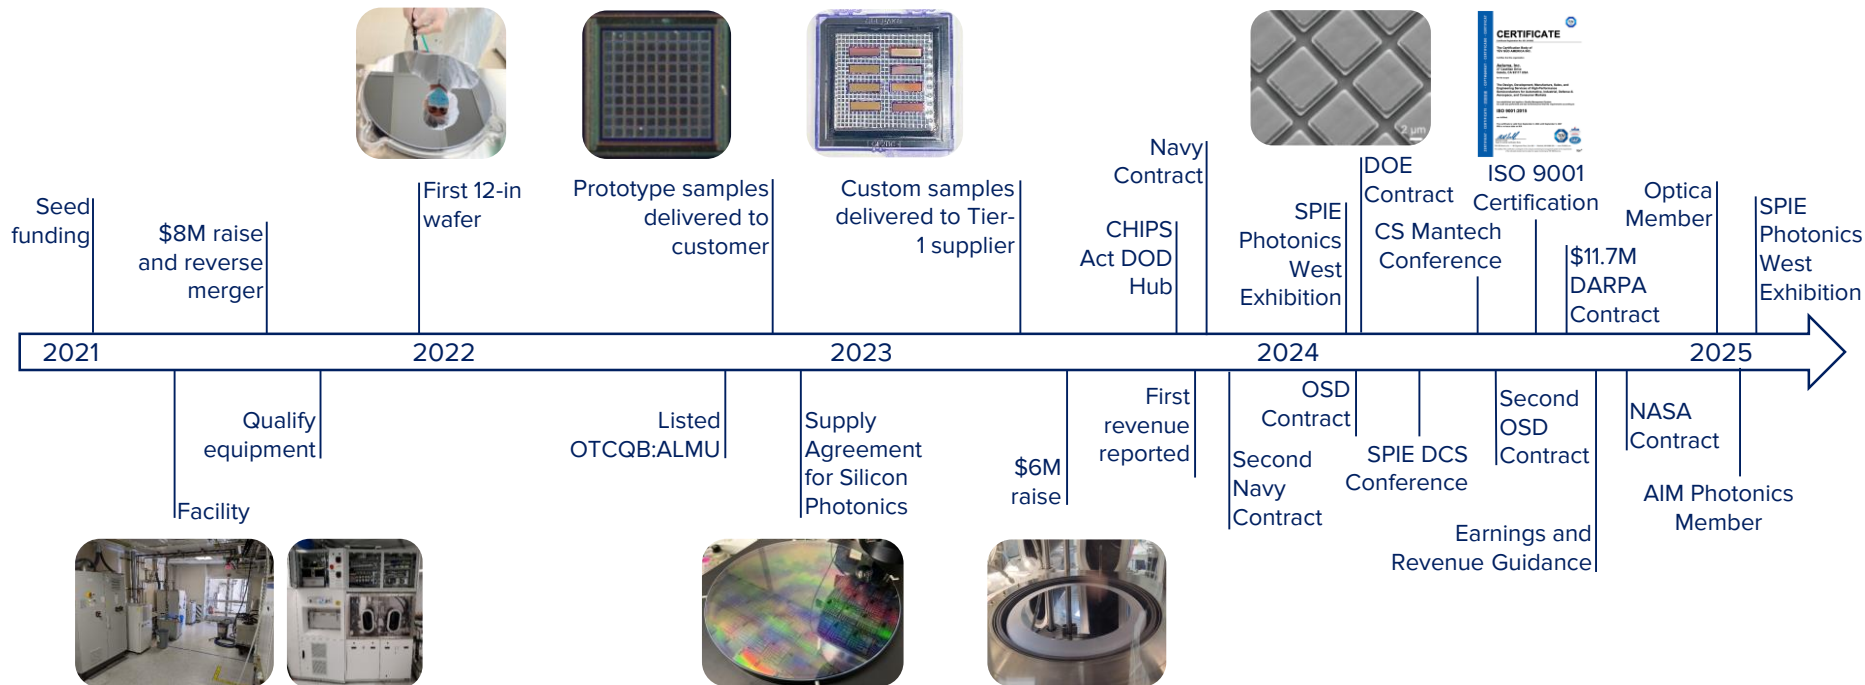 CERTIFICATE
ISO 9001:2015
2 µm
Seed
funding
$8M raise
and reverse
merger
First 12-in
wafer
Prototype samples
delivered to
customer
Custom samples
delivered to Tier-
1 supplier
Navy
Contract
CHIPS
Act DOD
Hub
SPIE
Photonics
West
Exhibition
DOE
Contract
CS Mantech
Conference
ISO 9001
Certification
$11.7M
DARPA
Contract
Optica
Member
SPIE
Photonics
West
Exhibition
2021
2022
2023
2024
2025
Facility
Qualify
equipment
Listed
OTCQB:ALMU
Supply
Agreement
for Silicon
Photonics
$6M
raise
First
revenue
reported
Second
Navy
Contract
OSD
Contract
SPIE DCS
Conference
Second
OSD
Contract
Earnings and
Revenue Guidance
NASA
Contract
AIM Photonics
Member